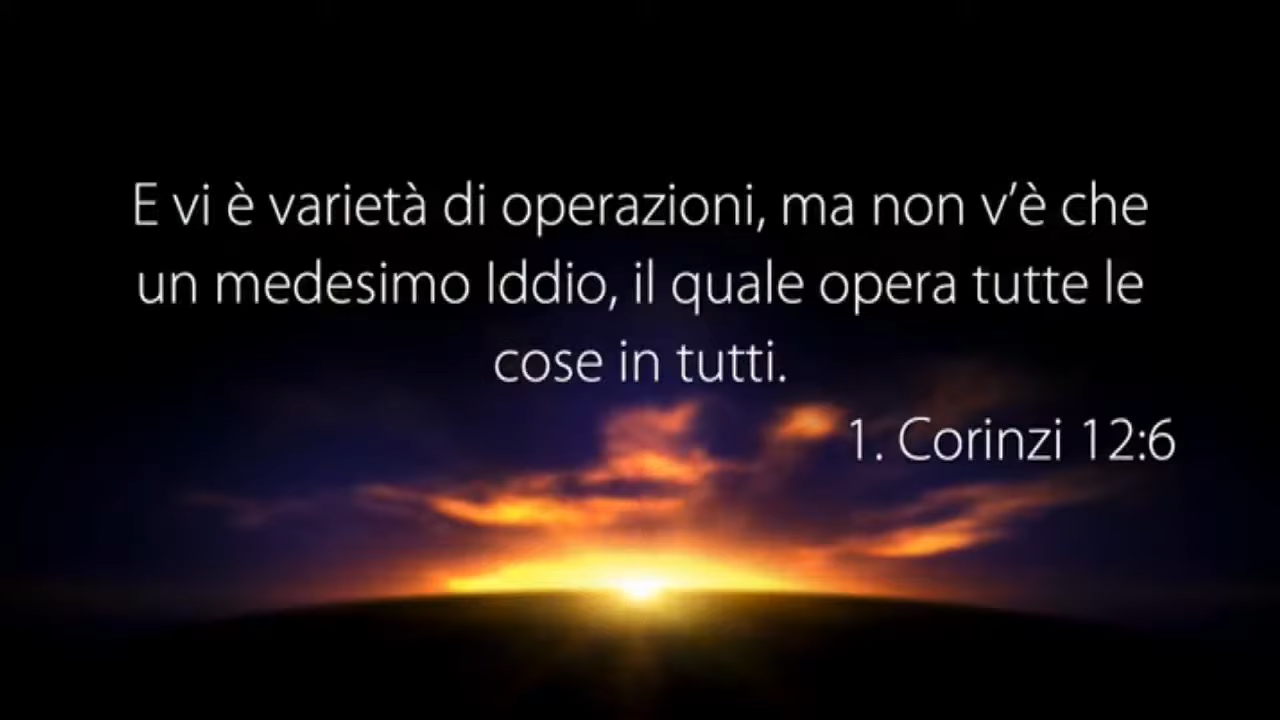 E vi è varietà di operazioni, ma non v’è che
un medesimo Iddio, il quale opera tutte le
cose in tutti.
1. Corinzi 12:6